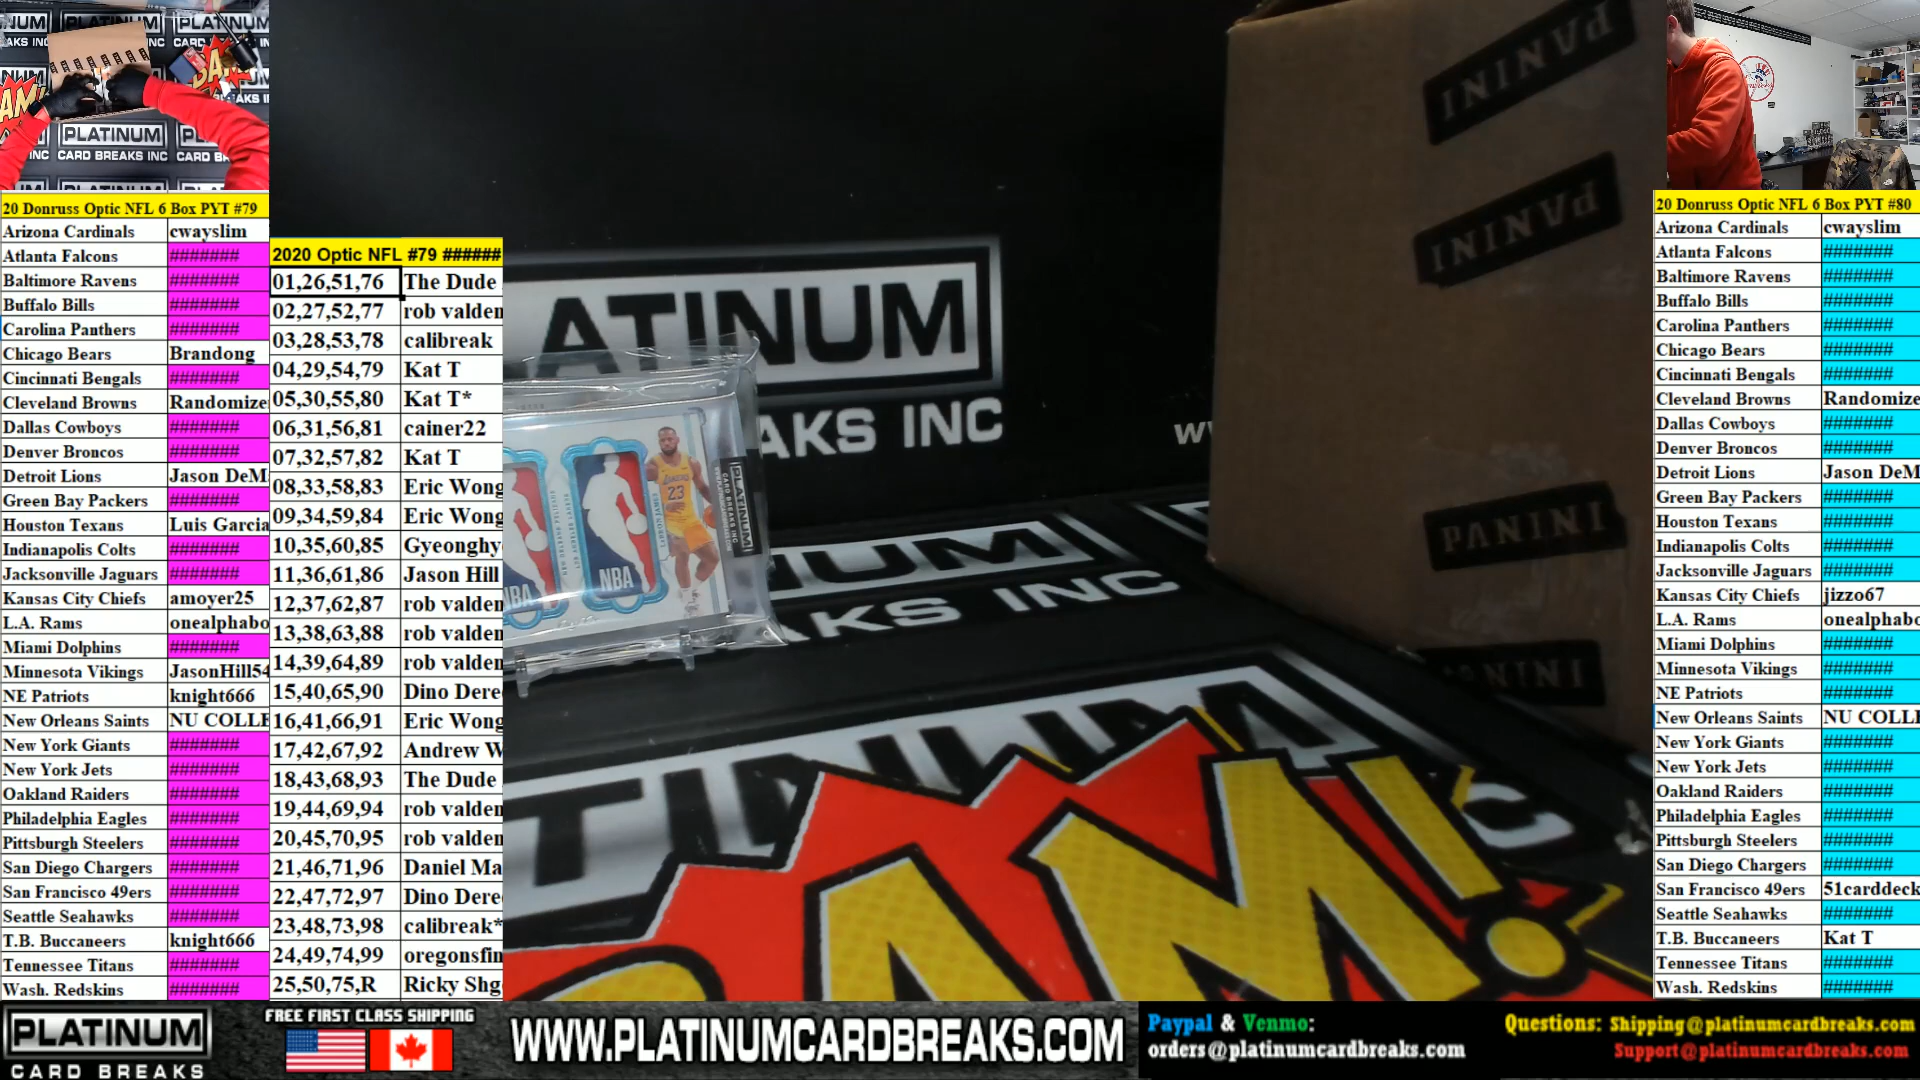 20 Donruss Optic NFL 6 Box PYT #79
Arizona Cardinals cwayslim
Atlanta Falcons #######
Baltimore Ravens #######
Buffalo Bills #######
Carolina Panthers #######
Chicago Bears Brandong
Cincinnati Bengals #######
Cleveland Browns Randomize
Dallas Cowboys #######
Denver Broncos #######
Detroit Lions Jason DeM
Green Bay Packers #######
Houston Texans Luis Garcia
Indianapolis Colts #######
Jacksonville Jaguars #######
Kansas City Chiefs amoyer25
L.A. Rams onealphabo
Miami Dolphins #######
Minnesota Vikings JasonHill54
NE Patriots knight666
New Orleans Saints NU COLLE
New York Giants #######
New York Jets #######
Oakland Raiders #######
Philadelphia Eagles #######
Pittsburgh Steelers #######
San Diego Chargers #######
San Francisco 49ers #######
Seattle Seahawks #######
T.B. Buccaneers knight666
Tennessee Titans #######
Wash. Redskins #######
2020 Optic NFL #79 ######
01,26,51,76 The Dude
02,27,52,77 rob valden
03,28,53,78 calibreak
04,29,54,79 Kat T
05,30,55,80 Kat T*
06,31,56,81 cainer22
07,32,57,82 Kat T
08,33,58,83 Eric Wong
09,34,59,84 Eric Wong
10,35,60,85 Gyeonghy
11,36,61,86 Jason Hill
12,37,62,87 rob valden
13,38,63,88 rob valden
14,39,64,89 rob valden
15,40,65,90 Dino Dere
16,41,66,91 Eric Wong
17,42,67,92 Andrew W
18,43,68,93 The Dude
19,44,69,94 rob valden
20,45,70,95 rob valden
21,46,71,96 Daniel Ma
22,47,72,97 Dino Dere
23,48,73,98 calibreak*
24,49,74,99 oregonsfin
25,50,75,R Ricky Shg
PLATINUM
CARD BREAKS INC
ATINUM
AKS INC
NBA
23
PANINI
PANINI
PANINI
PANINI
BAM!
20 Donruss Optic NFL 6 Box PYT #80
Arizona Cardinals cwayslim
Atlanta Falcons #######
Baltimore Ravens #######
Buffalo Bills #######
Carolina Panthers #######
Chicago Bears #######
Cincinnati Bengals #######
Cleveland Browns Randomize
Dallas Cowboys #######
Denver Broncos #######
Detroit Lions Jason DeM
Green Bay Packers #######
Houston Texans #######
Indianapolis Colts #######
Jacksonville Jaguars #######
Kansas City Chiefs jizzo67
L.A. Rams onealphabo
Miami Dolphins #######
Minnesota Vikings #######
NE Patriots #######
New Orleans Saints NU COLLE
New York Giants #######
New York Jets #######
Oakland Raiders #######
Philadelphia Eagles #######
Pittsburgh Steelers #######
San Diego Chargers #######
San Francisco 49ers 51carddeck
Seattle Seahawks #######
T.B. Buccaneers Kat T
Tennessee Titans #######
Wash. Redskins #######
PLATINUM
CARD BREAKS
FREE FIRST CLASS SHIPPING
WWW.PLATINUMCARDBREAKS.COM
Paypal & Venmo:
orders@platinumcardbreaks.com
Questions: Shipping@platinumcardbreaks.com
Support@platinumcardbreaks.com